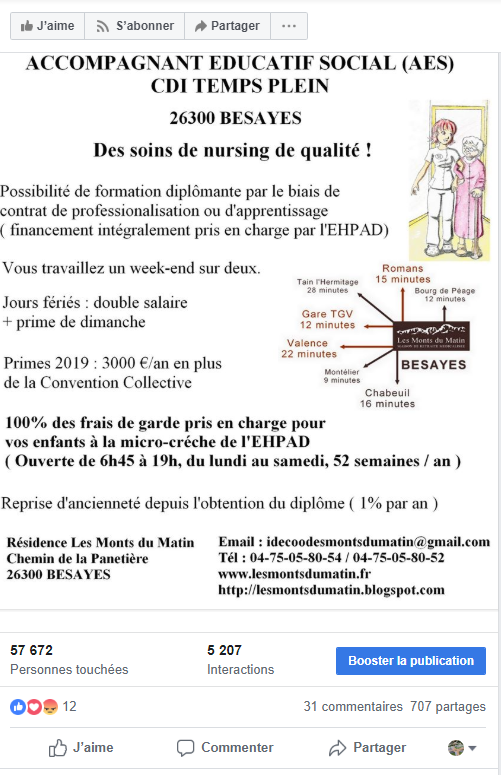 J'aime S'abonner Partager ...
ACCOMPAGNANT EDUCATIF SOCIAL (AES)
CDI TEMPS PLEIN
26300 BESAYES
Des soins de nursing de qualité !
Possibilité de formation diplômante par le biais de
contrat de professionalisation ou d'apprentissage
( financement intégralement pris en charge par l'EHPAD)
Vous travaillez un week-end sur deux.
Jours fériés : double salaire
+ prime de dimanche
Primes 2019 : 3000 €/an en plus
de la Convention Collective
Romans
15 minutes
Tain l'Hermitage
28 minutes
Bourg de Péage
12 minutes
Gare TGV
12 minutes
Valence
22 minutes
Les Monts du Matin
BESAYES
Montélier
9 minutes
Chabeuil
16 minutes
100% des frais de garde pris en charge pour
vos enfants à la micro-créche de l'EHPAD
( Ouverte de 6h45 à 19h, du lundi au samedi, 52 semaines / an )
Reprise d'ancienneté depuis l'obtention du diplôme ( 1% par an )
Résidence Les Monts du Matin
Chemin de la Panetière
26300 BESAYES
Email : idecoodesmontsdumatin@gmail.com
Tél : 04-75-05-80-54 / 04-75-05-80-52
www.lesmontsdumatin.fr
http://lesmontsdumatin.blogspot.com
57 672
Personnes touchées
5 207
Interactions
Booster la publication
12
31 commentaires 707 partages
J'aime Commenter Partager